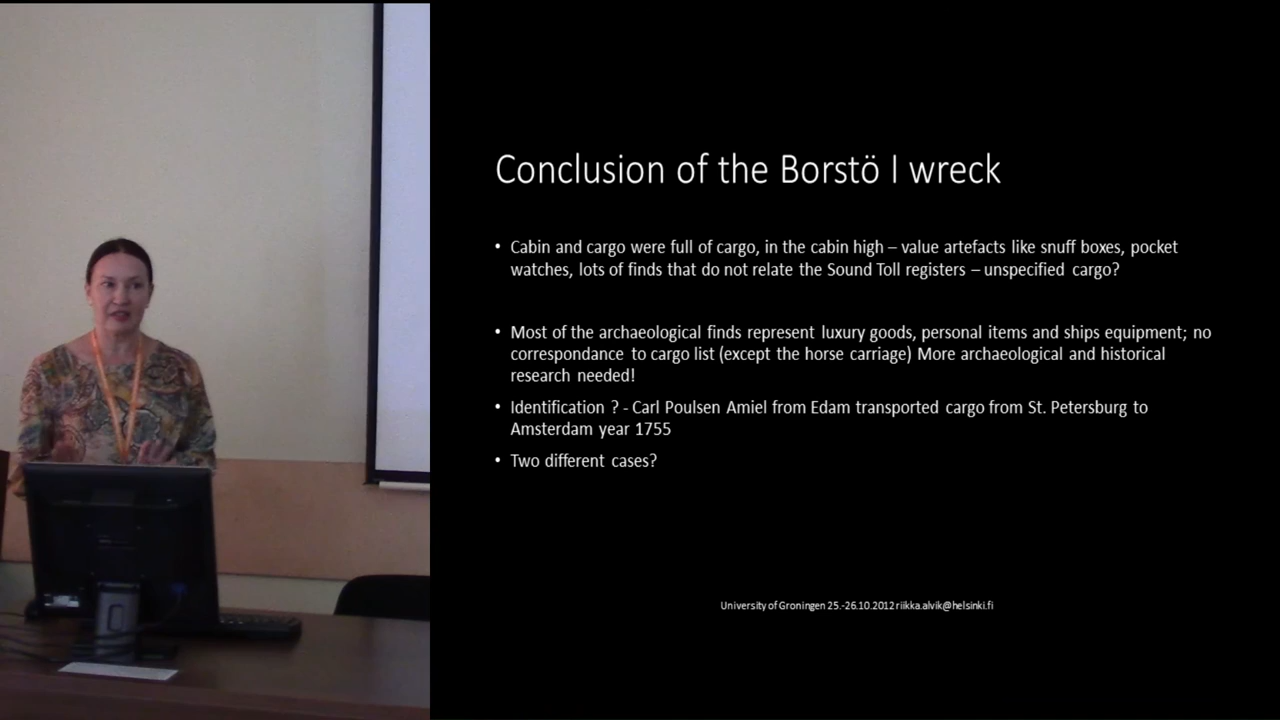 Conclusion of the Borstö I wreck
• Cabin and cargo were full of cargo, in the cabin high – value artefacts like snuff boxes, pocket
watches, lots of finds that do not relate the Sound Toll registers – unspecified cargo?
• Most of the archaeological finds represent luxury goods, personal items and ships equipment; no
correspondance to cargo list (except the horse carriage) More archaeological and historical
research needed!
• Identification ? - Carl Poulsen Amiel from Edam transported cargo from St. Petersburg to
Amsterdam year 1755
• Two different cases?
University of Groningen 25.-26.10.2012 riikka.alvik@helsinki.fi